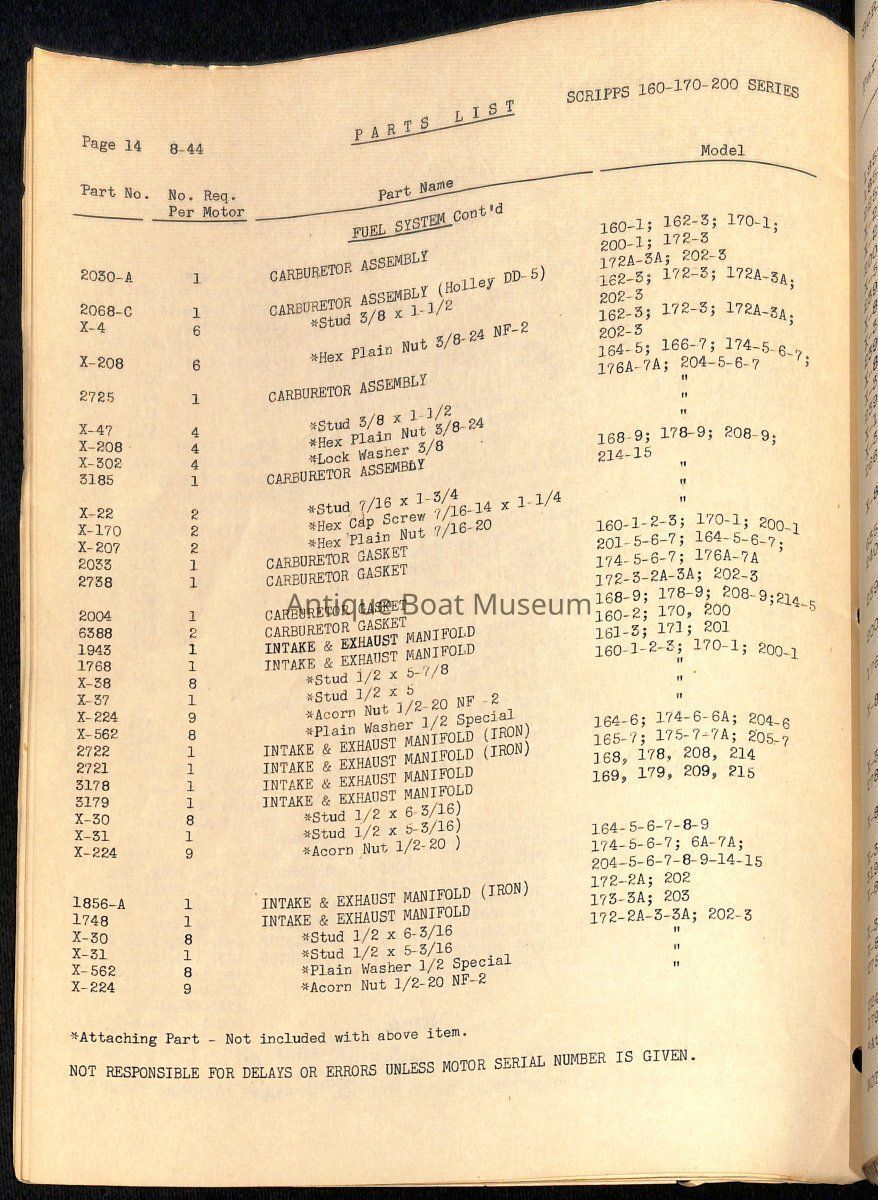 SCRIPPS 160-170-200 SERIES
PARTS LIST
Page 14 8-44
Model
Part No. No. Req. Per Motor Part Name
FUEL SYSTEM Cont'd
160-1; 162-3; 170-1;
200-1; 172-3
2030-A 1 CARBURETOR ASSEMBLY 172A-3A; 202-3
162-3; 172-3; 172A-3A;
2068-C 1 CARBURETOR ASSEMBLY (Holley DD-5) 202-3
X-4 6 *Stud 3/8 x 1-1/2 162-3; 172-3; 172A-3A;
202-3
X-208 6 *Hex Plain Nut 3/8-24 NF-2 164-5; 166-7; 174-5-6-7;
176A-7A; 204-5-6-7 ;
2725 1 CARBURETOR ASSEMBLY "
"
X-47 4 *Stud 3/8 x 1-1/2 "
X-208 4 *Hex Plain Nut 3/8-24 168-9; 178-9; 208-9;
X-302 4 *Lock Washer 3/8 214-15
3185 1 CARBURETOR ASSEMBLY "
"
X-22 2 *Stud 7/16 x 1-3/4 "
X-170 2 *Hex Cap Screw 7/16-14 x 1-1/4
X-207 2 *Hex Plain Nut 7/16-20 160-1-2-3; 170-1; 200-1
2033 1 CARBURETOR GASKET 201-5-6-7; 164-5-6-7;
2738 1 CARBURETOR GASKET 174-5-6-7; 176A-7A
172-3-2A-3A; 202-3
2004 1 CARBURETOR GASKET 168-9; 178-9; 208-9;214-5
Antique Boat Museum
6388 2 CARBURETOR GASKET 160-2; 170, 200
1943 1 INTAKE & EXHAUST MANIFOLD 161-3; 171; 201
1768 1 INTAKE & EXHAUST MANIFOLD 160-1-2-3; 170-1; 200-1
X-38 8 *Stud 1/2 x 5-7/8 "
X-37 1 *Stud 1/2 x 5 "
X-224 9 *Acorn Nut 1/2-20 NF -2 "
X-562 8 *Plain Washer 1/2 Special
2722 1 INTAKE & EXHAUST MANIFOLD (IRON) 164-6; 174-6-6A; 204-6
2721 1 INTAKE & EXHAUST MANIFOLD (IRON) 165-7; 175-7-7A; 205-7
3178 1 INTAKE & EXHAUST MANIFOLD 168, 178, 208, 214
3179 1 INTAKE & EXHAUST MANIFOLD 169, 179, 209, 215
X-30 8 *Stud 1/2 x 6-3/16)
X-31 1 *Stud 1/2 x 5-3/16) 164-5-6-7-8-9
X-224 9 *Acorn Nut 1/2-20 ) 174-5-6-7; 6A-7A;
204-5-6-7-8-9-14-15
172-2A; 202
1856-A 1 INTAKE & EXHAUST MANIFOLD (IRON) 173-3A; 203
1748 1 INTAKE & EXHAUST MANIFOLD 172-2A-3-3A; 202-3
X-30 8 *Stud 1/2 x 6-3/16 "
X-31 1 *Stud 1/2 x 5-3/16 "
X-562 8 *Plain Washer 1/2 Special "
X-224 9 *Acorn Nut 1/2-20 NF-2
*Attaching Part - Not included with above item.
NOT RESPONSIBLE FOR DELAYS OR ERRORS UNLESS MOTOR SERIAL NUMBER IS GIVEN.